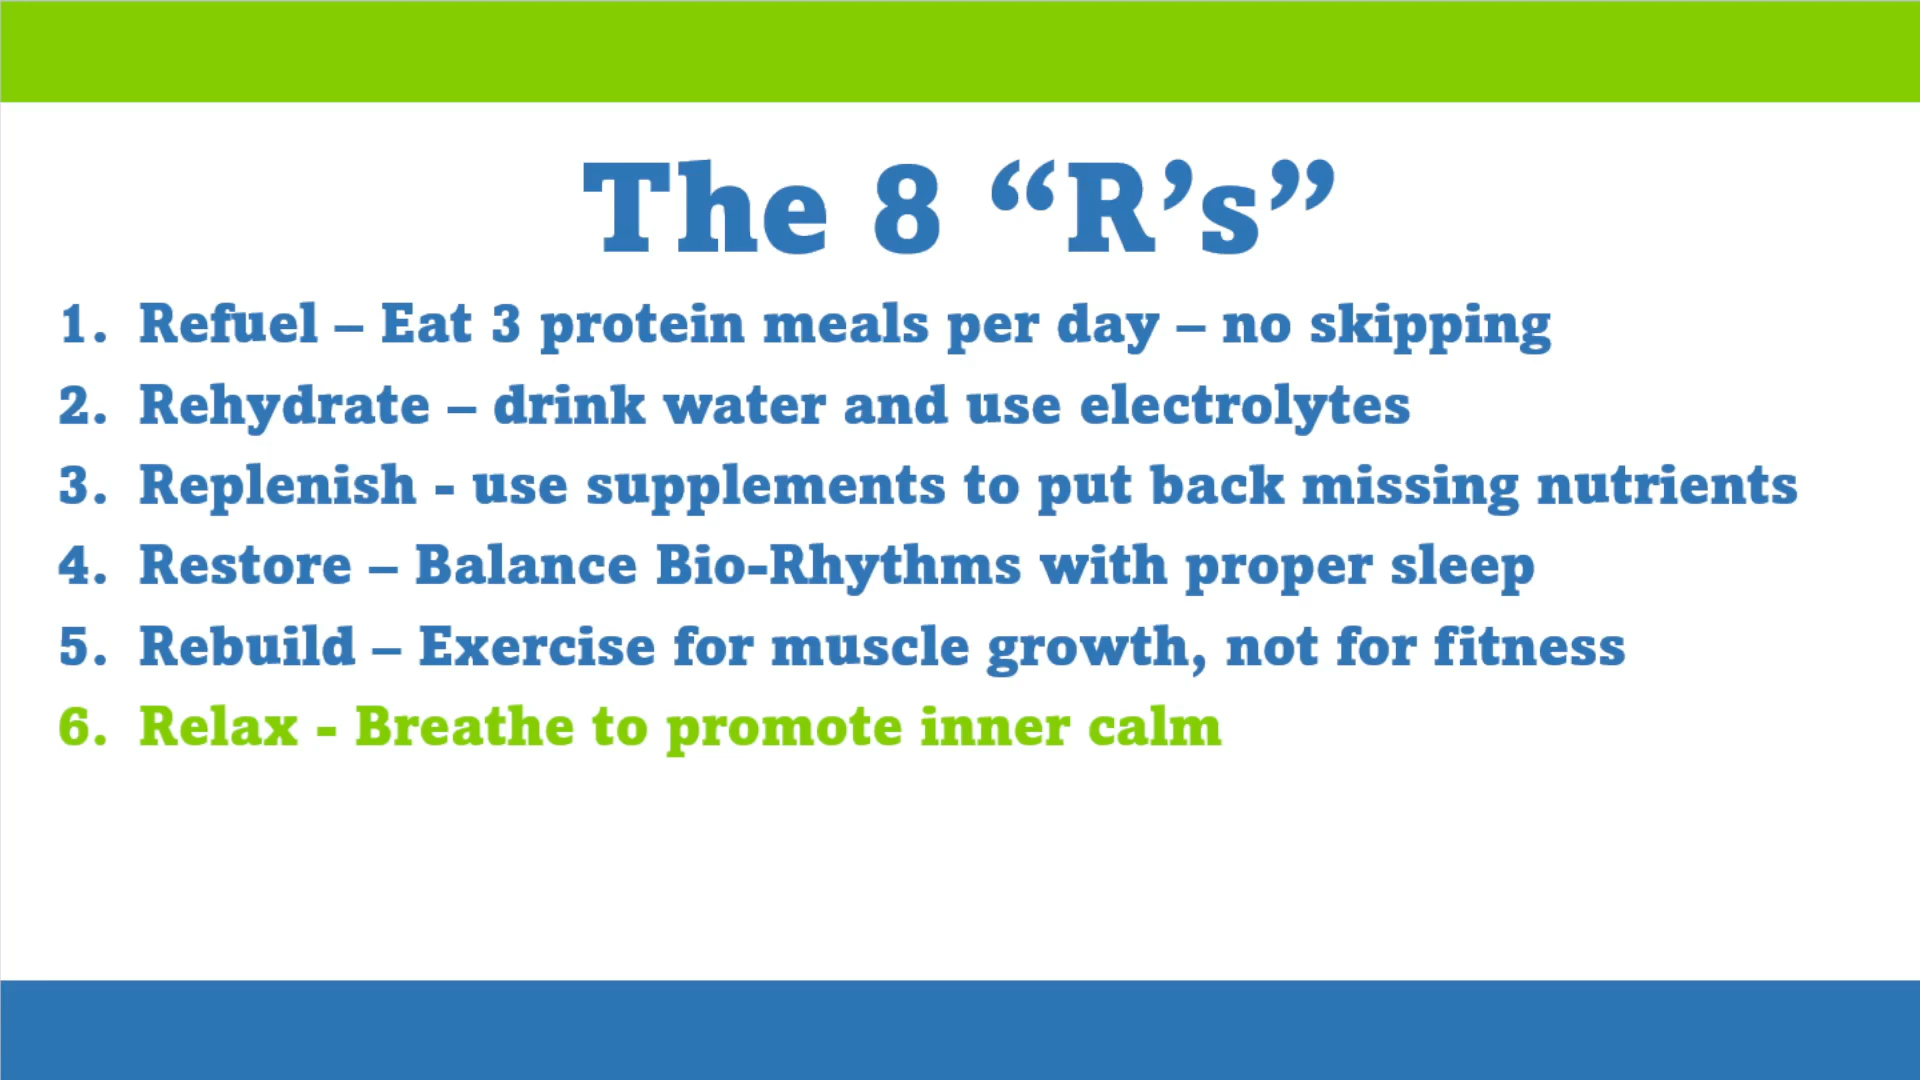 The 8 “R’s”
1. Refuel – Eat 3 protein meals per day – no skipping
2. Rehydrate – drink water and use electrolytes
3. Replenish - use supplements to put back missing nutrients
4. Restore – Balance Bio-Rhythms with proper sleep
5. Rebuild – Exercise for muscle growth, not for fitness
6. Relax - Breathe to promote inner calm